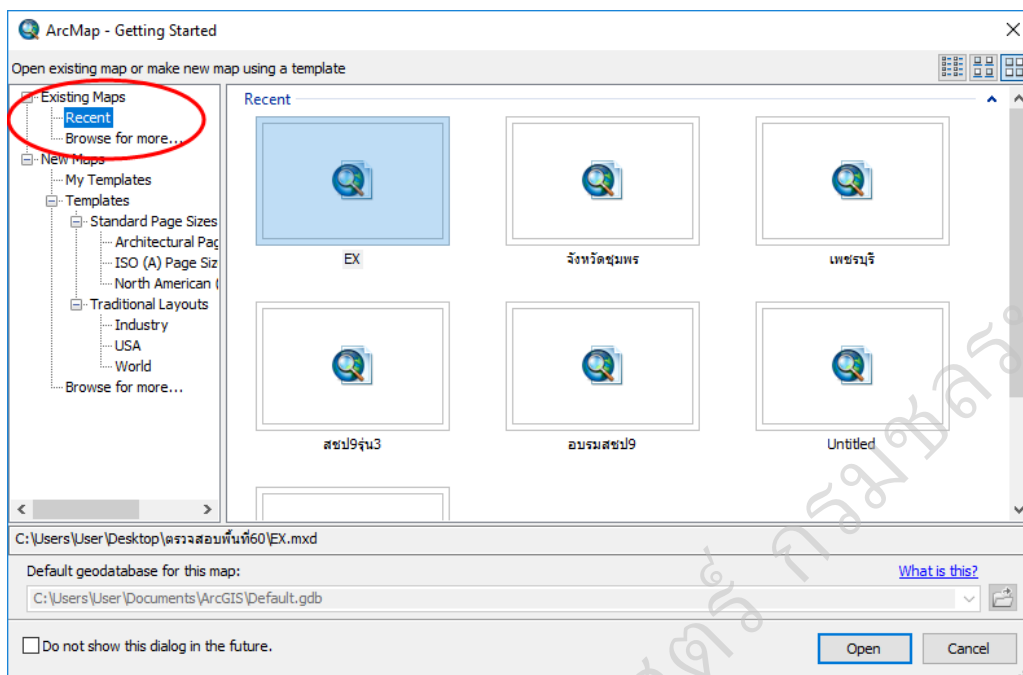 ArcMap - Getting Started
Open existing map or make new map using a template
Existing Maps
Recent
Browse for more...
New Maps
My Templates
Templates
Standard Page Sizes
Architectural Pag
ISO (A) Page Siz
North American (
Traditional Layouts
Industry
USA
World
Browse for more...
Recent
EX
จังหวัดชุมพร
เพชรบุรี
สชป9รุ่น3
อบรมสชป9
Untitled
C:\Users\User\Desktop\ตรวจสอบพื้นที่60\EX.mxd
Default geodatabase for this map:
What is this?
C:\Users\User\Documents\ArcGIS\Default.gdb
Do not show this dialog in the future.
Open
Cancel